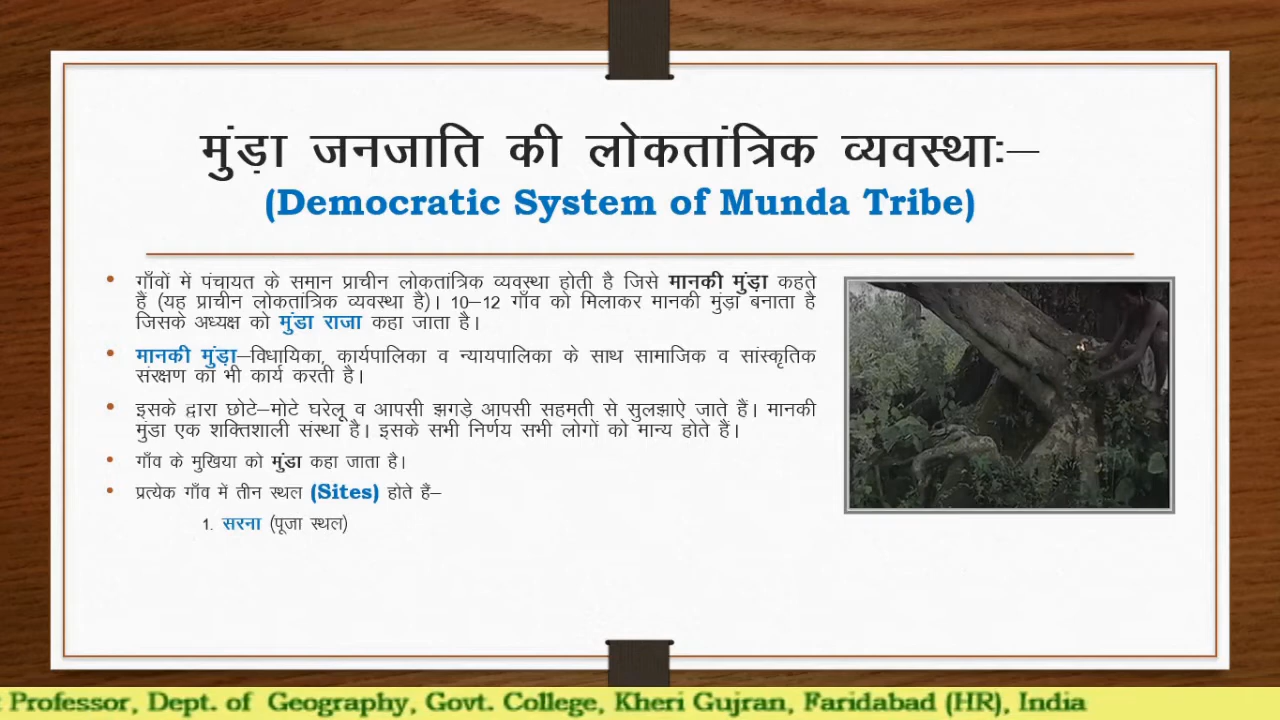 मुंड़ा जनजाति की लोकतांत्रिक व्यवस्थाः–
(Democratic System of Munda Tribe)
• गाँवों में पंचायत के समान प्राचीन लोकतांत्रिक व्यवस्था होती है जिसे मानकी मुंड़ा कहते
हैं (यह प्राचीन लोकतांत्रिक व्यवस्था है)। 10–12 गाँव को मिलाकर मानकी मुंड़ा बनाता है
जिसके अध्यक्ष को मुंडा राजा कहा जाता है।
• मानकी मुंड़ा–विधायिका, कार्यपालिका व न्यायपालिका के साथ सामाजिक व सांस्कृतिक
संरक्षण का भी कार्य करती है।
• इसके द्वारा छोटे–मोटे घरेलू व आपसी झगड़े आपसी सहमती से सुलझाऐ जाते हैं। मानकी
मुंडा एक शक्तिशाली संस्था है। इसके सभी निर्णय सभी लोगों को मान्य होते हैं।
• गाँव के मुखिया को मुंडा कहा जाता है।
• प्रत्येक गाँव में तीन स्थल (Sites) होते हैं–
1. सरना (पूजा स्थल)
Professor, Dept. of Geography, Govt. College, Kheri Gujran, Faridabad (HR), India